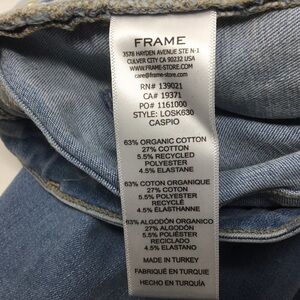 FRAME
3578 HAYDEN AVENUE STE N-1
CULVER CITY CA 90232 USA
WWW.FRAME-STORE.COM
care@frame-store.com
RN# 139021
CA# 19371
PO# 1161000
STYLE: LOSK630
CASPIO
63% ORGANIC COTTON
27% COTTON
5.5% RECYCLED
POLYESTER
4.5% ELASTANE
63% COTON ORGANIQUE
27% COTON
5.5% POLYESTER
RECYCLÉ
4.5% ELASTHANNE
63% ALGODÓN ORGANICO
27% ALGODÓN
5.5% POLIÉSTER
RECICLADO
4.5% ELASTANO
MADE IN TURKEY
FABRIQUÉ EN TURQUIE
HECHO EN TURQUÍA